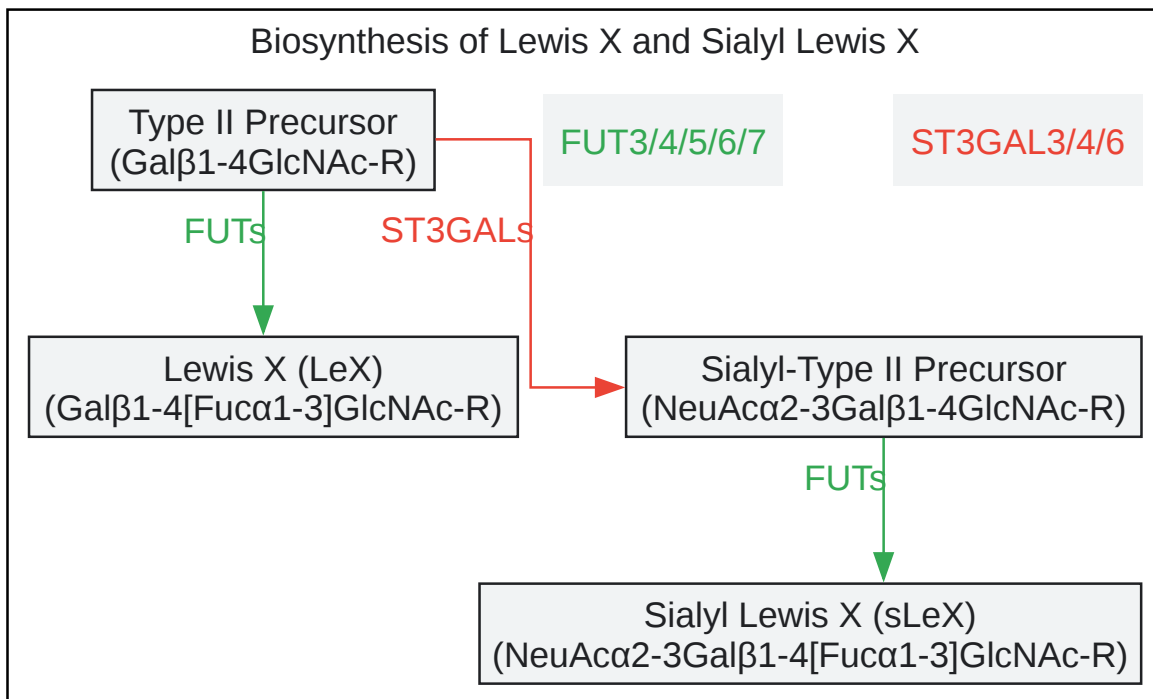 Biosynthesis of Lewis X and Sialyl Lewis X
Type II Precursor
(Galβ1-4GlcNAc-R)
FUT3/4/5/6/7
ST3GAL3/4/6
FUTs
ST3GALs
Lewis X (LeX)
(Galβ1-4[Fucα1-3]GlcNAc-R)
Sialyl-Type II Precursor
(NeuAcα2-3Galβ1-4GlcNAc-R)
FUTs
Sialyl Lewis X (sLeX)
(NeuAcα2-3Galβ1-4[Fucα1-3]GlcNAc-R)